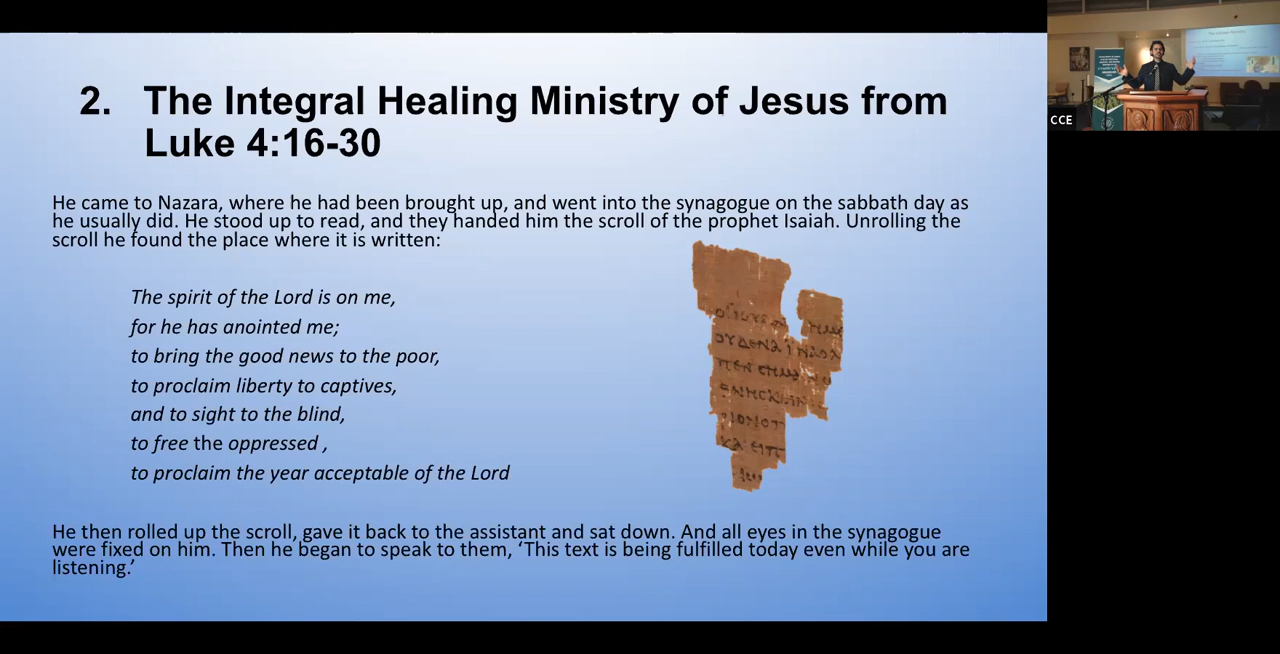 2. The Integral Healing Ministry of Jesus from
Luke 4:16-30
He came to Nazara, where he had been brought up, and went into the synagogue on the sabbath day as
he usually did. He stood up to read, and they handed him the scroll of the prophet Isaiah. Unrolling the
scroll he found the place where it is written:
The spirit of the Lord is on me,
for he has anointed me;
to bring the good news to the poor,
to proclaim liberty to captives,
and to sight to the blind,
to free the oppressed ,
to proclaim the year acceptable of the Lord
ΟΥΔΕΝΑ
He then rolled up the scroll, gave it back to the assistant and sat down. And all eyes in the synagogue
were fixed on him. Then he began to speak to them, ‘This text is being fulfilled today even while you are
listening.’
CCE